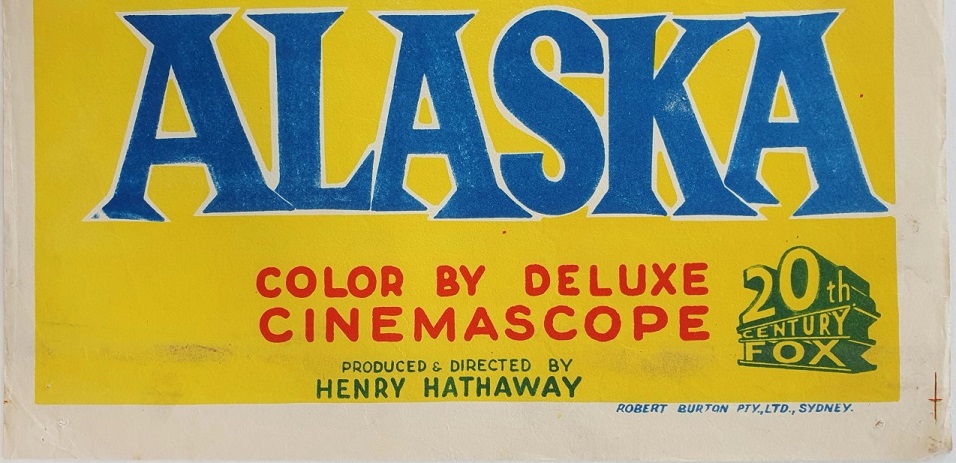 ALASKA
COLOR BY DELUXE
CINEMASCOPE
20th
CENTURY
FOX
PRODUCED & DIRECTED BY
HENRY HATHAWAY
ROBERT BURTON PTY.,LTD., SYDNEY.